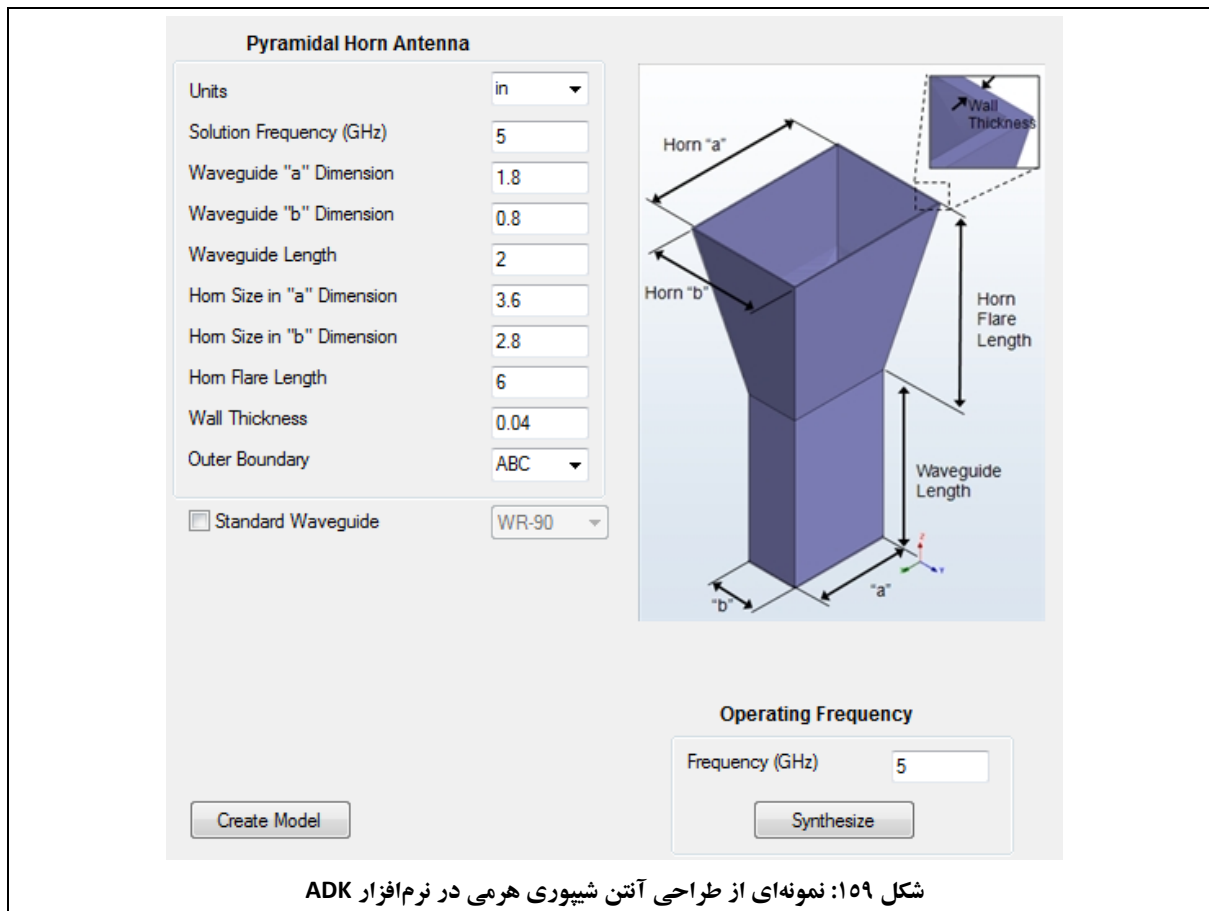 Pyramidal Horn Antenna
Units in
Solution Frequency (GHz) 5
Waveguide "a" Dimension 1.8
Waveguide "b" Dimension 0.8
Waveguide Length 2
Horn Size in "a" Dimension 3.6
Horn Size in "b" Dimension 2.8
Horn Flare Length 6
Wall Thickness 0.04
Outer Boundary ABC
Standard Waveguide WR-90
Create Model
Wall
Thickness
Horn "a"
Horn "b"
Horn
Flare
Length
Waveguide
Length
Z
Y
"a"
"b"
Operating Frequency
Frequency (GHz) 5
Synthesize
شکل ۱۵۹: نمونه‌ای از طراحی آنتن شیپوری هرمی در نرم‌افزار ADK